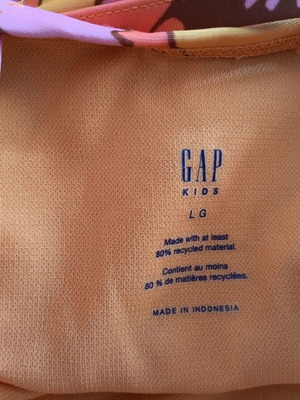 GAP
KIDS
LG
Made with at least
80% recycled material.
Contient au moins
80 % de matières recyclées.
MADE IN INDONESIA